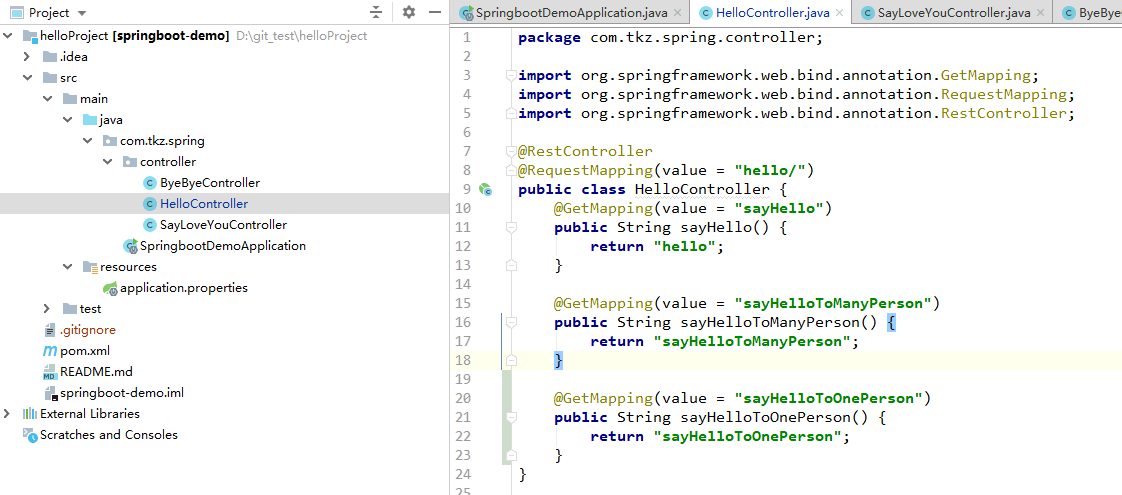 Project
helloProject [springboot-demo] D:\git_test\helloProject
.idea
src
main
java
com.tkz.spring
controller
ByeByeController
HelloController
SayLoveYouController
SpringbootDemoApplication
resources
application.properties
test
.gitignore
pom.xml
README.md
springboot-demo.iml
External Libraries
Scratches and Consoles
SpringbootDemoApplication.java HelloController.java SayLoveYouController.java ByeBye
1 package com.tkz.spring.controller;
2
3 import org.springframework.web.bind.annotation.GetMapping;
4 import org.springframework.web.bind.annotation.RequestMapping;
5 import org.springframework.web.bind.annotation.RestController;
6
7 @RestController
8 @RequestMapping(value = "hello/")
9 public class HelloController {
10 @GetMapping(value = "sayHello")
11 public String sayHello() {
12 return "hello";
13 }
14
15 @GetMapping(value = "sayHelloToManyPerson")
16 public String sayHelloToManyPerson() {
17 return "sayHelloToManyPerson";
18 }
19
20 @GetMapping(value = "sayHelloToOnePerson")
21 public String sayHelloToOnePerson() {
22 return "sayHelloToOnePerson";
23 }
24 }
25